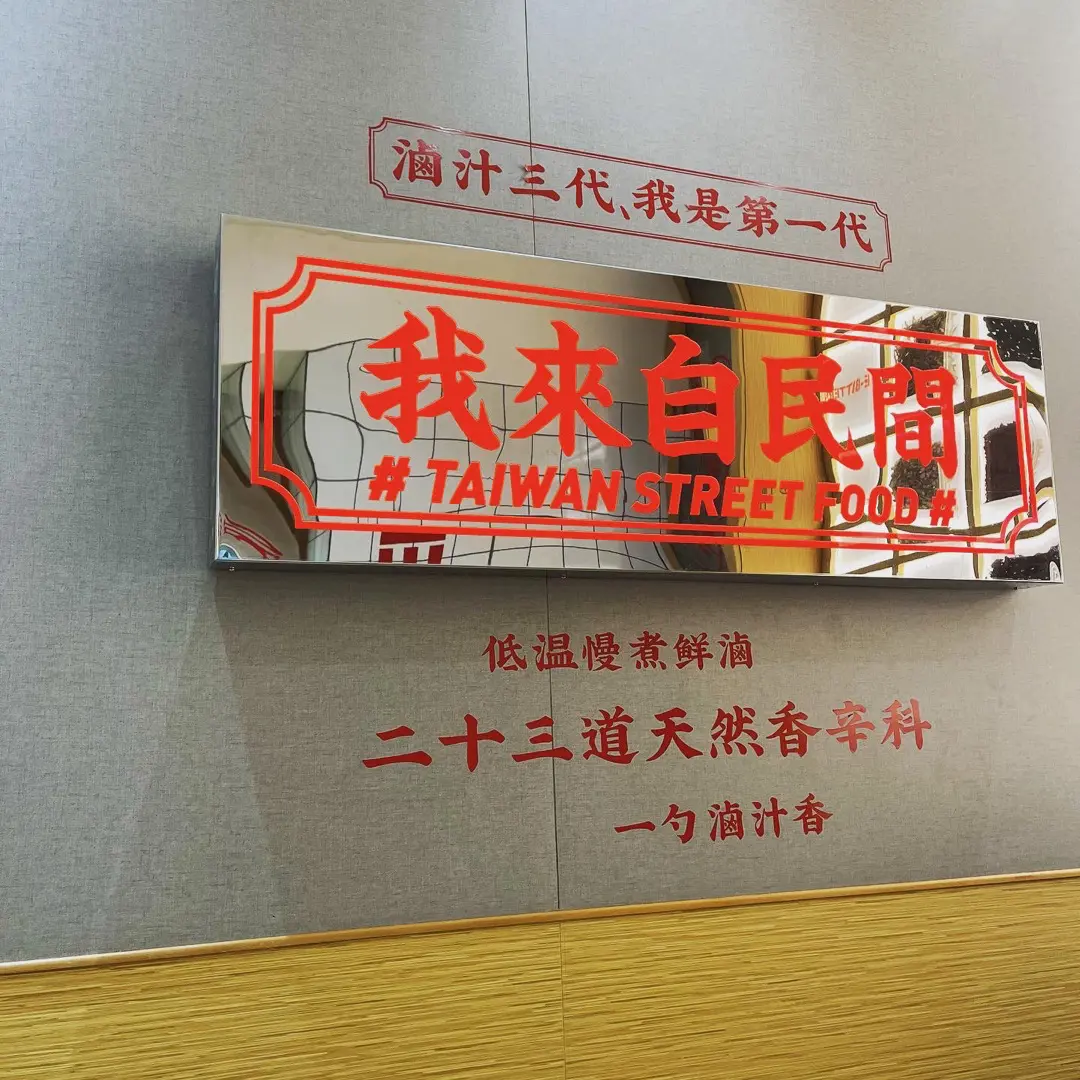 滷汁三代、我是第一代
我來自民間
# TAIWAN STREET FOOD #
低温慢煮鮮滷
二十三道天然香辛科
一勺滷汁香